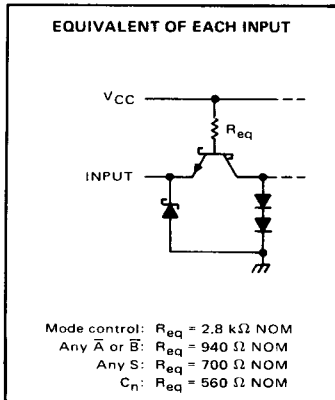 EQUIVALENT OF EACH INPUT
VCC
Req
INPUT
Mode control: Req = 2.8 kΩ NOM
Any A̅ or B̅: Req = 940 Ω NOM
Any S: Req = 700 Ω NOM
Cn: Req = 560 Ω NOM